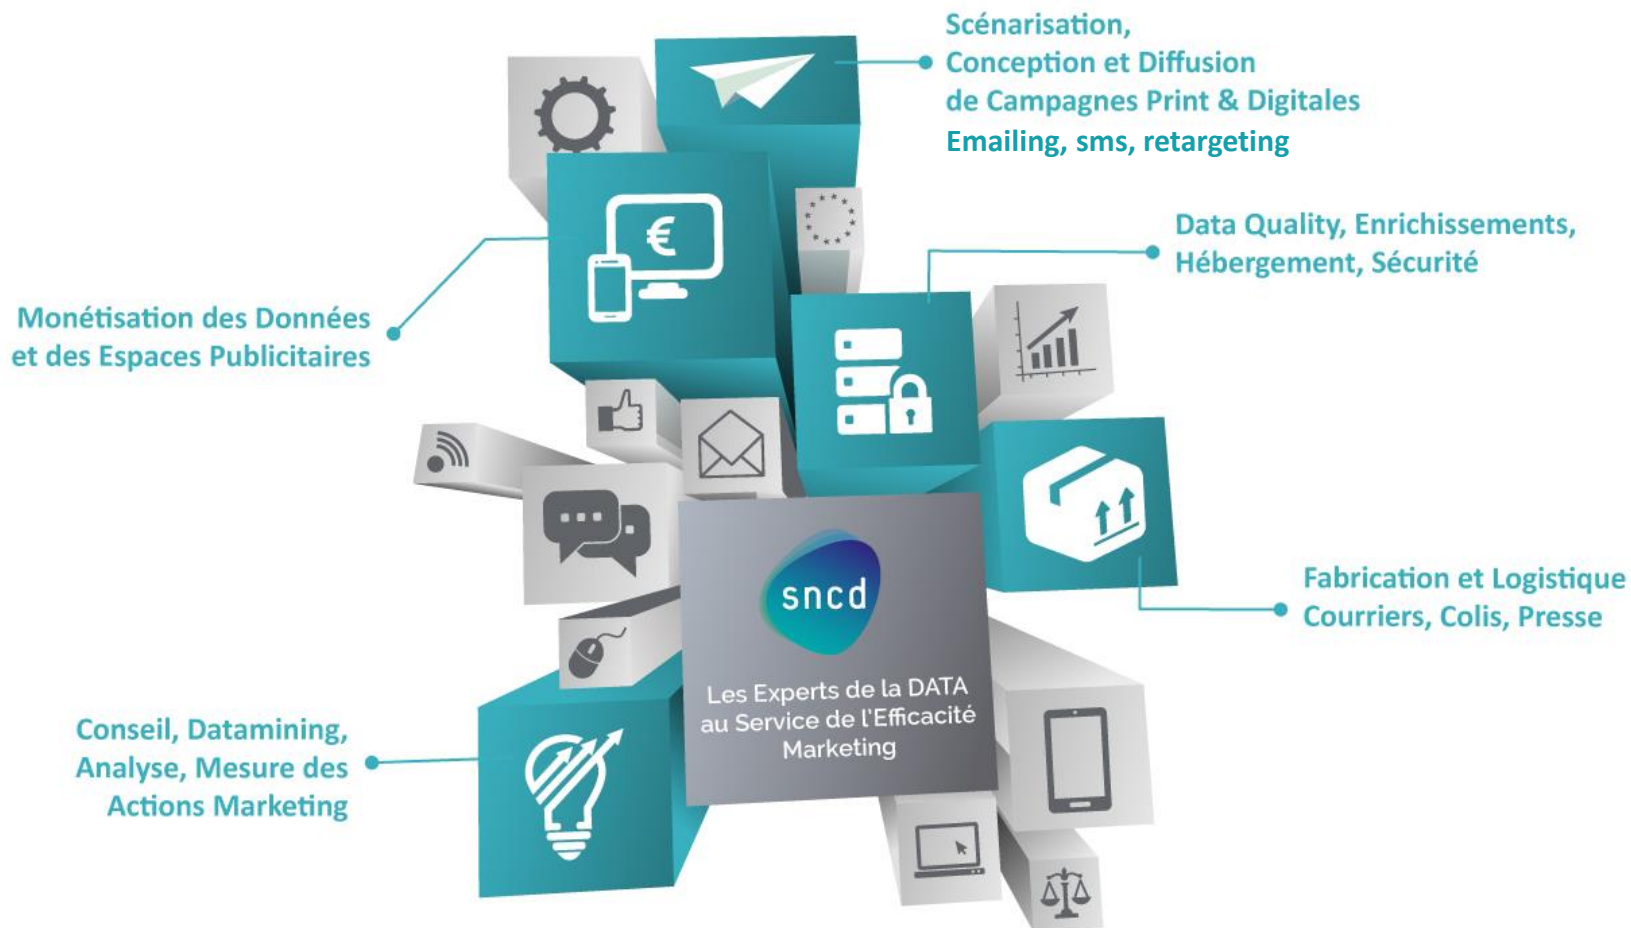 Scénarisation,
Conception et Diffusion
de Campagnes Print & Digitales
Emailing, sms, retargeting
Data Quality, Enrichissements,
Hébergement, Sécurité
€
Monétisation des Données
et des Espaces Publicitaires
sncd
Les Experts de la DATA
au Service de l'Efficacité
Marketing
Fabrication et Logistique
Courriers, Colis, Presse
Conseil, Datamining,
Analyse, Mesure des
Actions Marketing